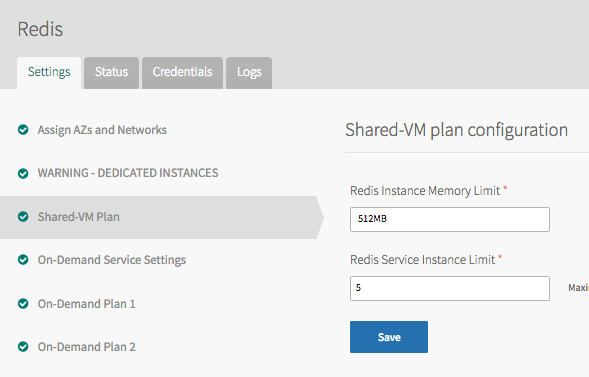 Redis
Settings Status Credentials Logs
Assign AZs and Networks
WARNING - DEDICATED INSTANCES
Shared-VM Plan
On-Demand Service Settings
On-Demand Plan 1
On-Demand Plan 2
Shared-VM plan configuration
Redis Instance Memory Limit *
512MB
Redis Service Instance Limit *
5
Save